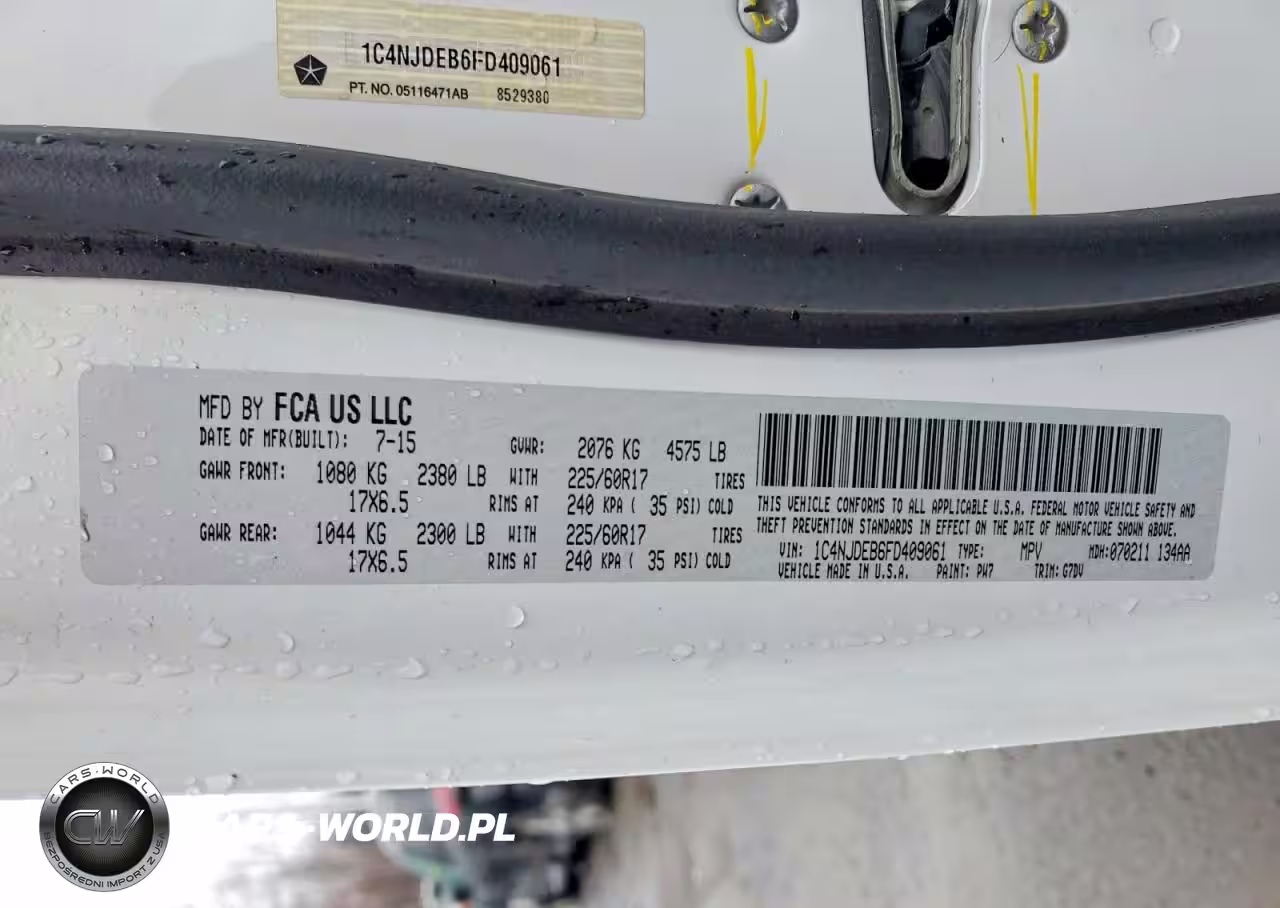 1C4NJDEB6FD409061
PT. NO. 05116471AB 8529380
MFD BY FCA US LLC
DATE OF MFR(BUILT): 7-15 GVWR: 2076 KG 4575 LB
GAWR FRONT: 1080 KG 2380 LB WITH 225/60R17 TIRES
17X6.5 RIMS AT 240 KPA ( 35 PSI) COLD
GAWR REAR: 1044 KG 2300 LB WITH 225/60R17 TIRES
17X6.5 RIMS AT 240 KPA ( 35 PSI) COLD
THIS VEHICLE CONFORMS TO ALL APPLICABLE U.S.A. FEDERAL MOTOR VEHICLE SAFETY AND
THEFT PREVENTION STANDARDS IN EFFECT ON THE DATE OF MANUFACTURE SHOWN ABOVE.
VIN: 1C4NJDEB6FD409061 TYPE: MPV MDH:070211 134AA
VEHICLE MADE IN U.S.A. PAINT: PW7 TRIM: G7DV
CARS-WORLD
CW
BEZPOŚREDNI IMPORT Z USA
CARS-WORLD.PL